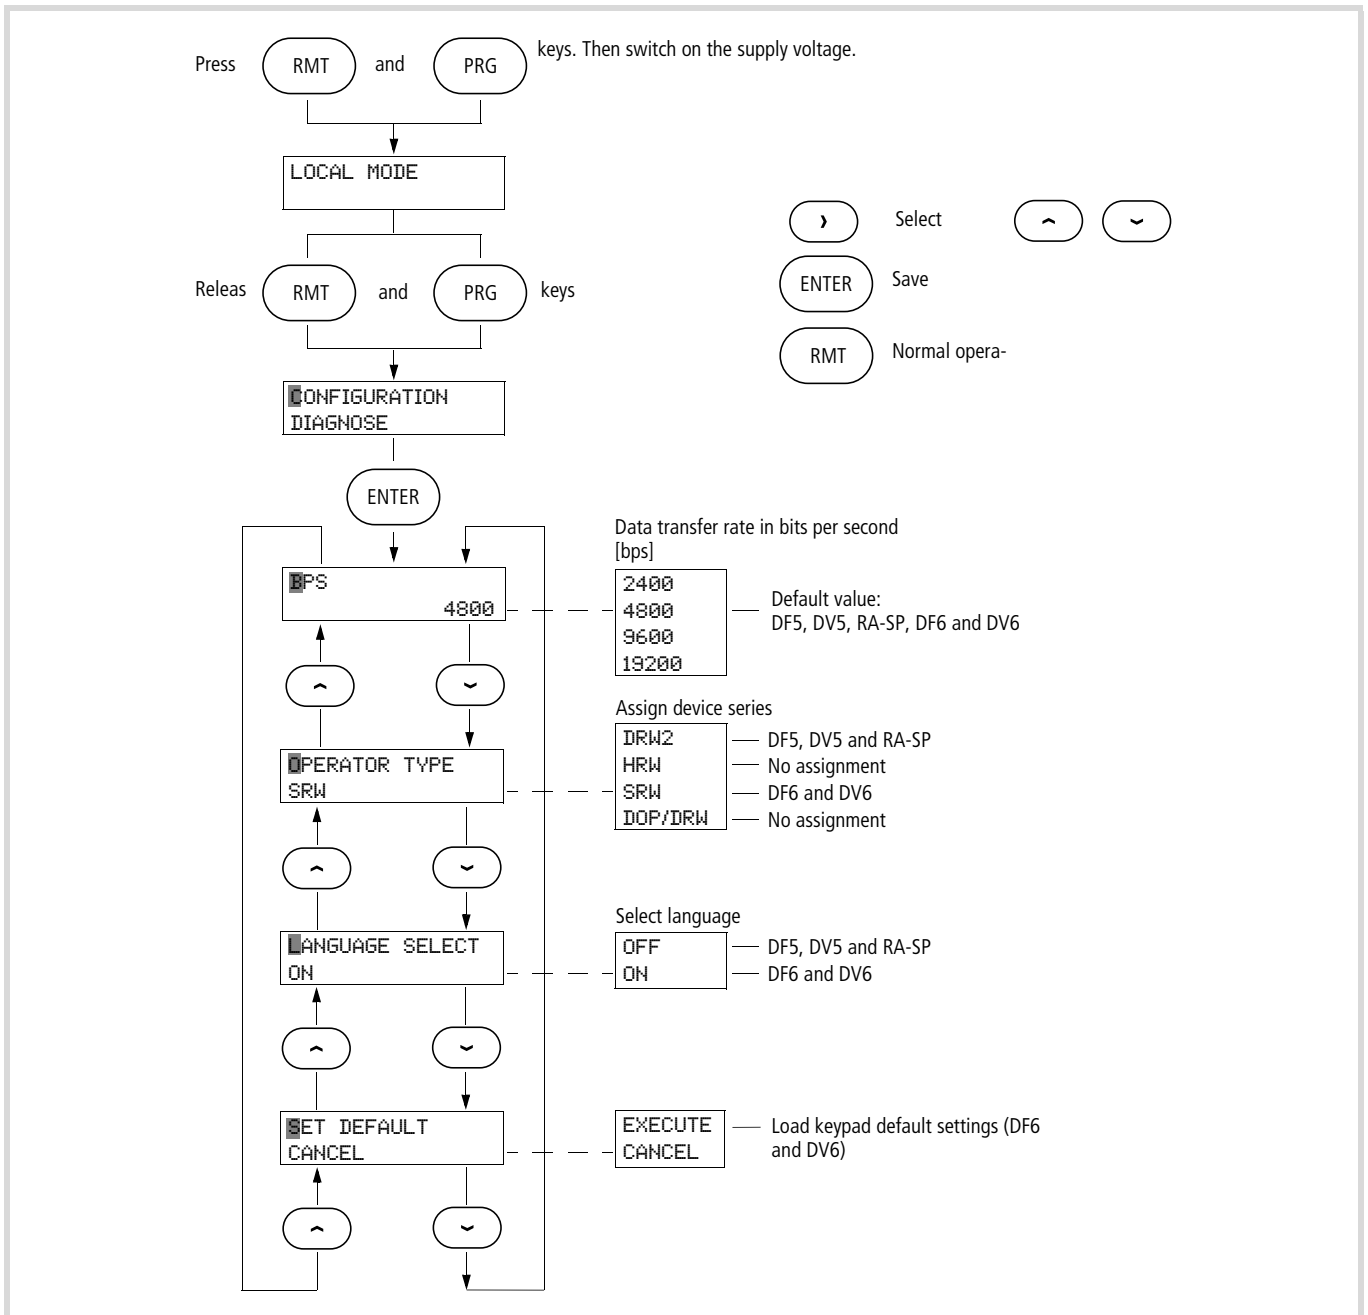 Press RMT and PRG keys. Then switch on the supply voltage.
LOCAL MODE
Select
Releas RMT and PRG keys
ENTER Save
RMT Normal opera-
CONFIGURATION
DIAGNOSE
ENTER
Data transfer rate in bits per second
[bps]
BPS
4800
2400
4800
9600
19200
Default value:
DF5, DV5, RA-SP, DF6 and DV6
Assign device series
OPERATOR TYPE
SRW
DRW2 DF5, DV5 and RA-SP
HRW No assignment
SRW DF6 and DV6
DOP/DRW No assignment
Select language
LANGUAGE SELECT
ON
OFF DF5, DV5 and RA-SP
ON DF6 and DV6
SET DEFAULT
CANCEL
EXECUTE
CANCEL
Load keypad default settings (DF6
and DV6)